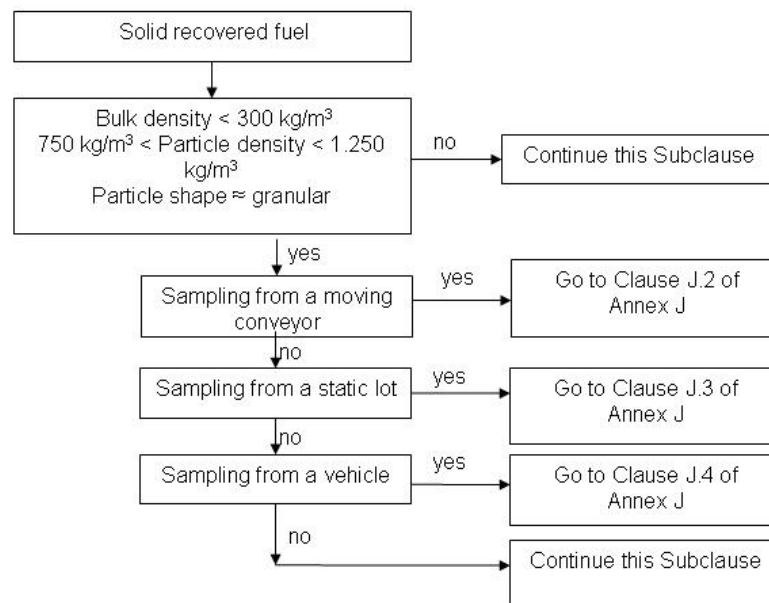 Solid recovered fuel
Bulk density < 300 kg/m³
750 kg/m³ < Particle density < 1.250
kg/m³
Particle shape ≈ granular
no
Continue this Subclause
yes
Sampling from a moving
conveyor
yes
Go to Clause J.2 of
Annex J
no
Sampling from a static lot
yes
Go to Clause J.3 of
Annex J
no
Sampling from a vehicle
yes
Go to Clause J.4 of
Annex J
no
Continue this Subclause